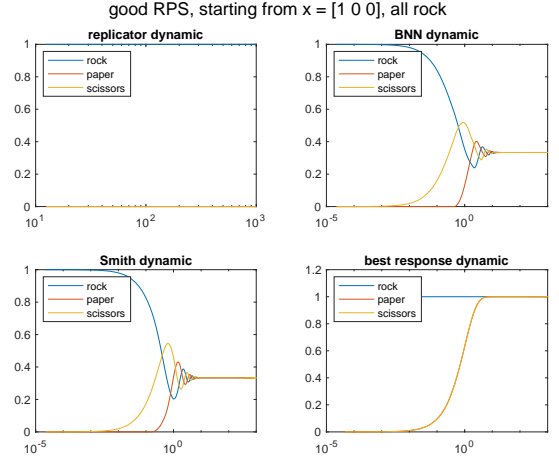 good RPS, starting from x = [1 0 0], all rock
replicator dynamic
1
0.8
0.6
0.4
0.2
0
rock
paper
scissors
10^1
10^2
10^3
BNN dynamic
1
0.8
0.6
0.4
0.2
0
rock
paper
scissors
10^-5
10^0
Smith dynamic
1
0.8
0.6
0.4
0.2
0
rock
paper
scissors
10^-5
10^0
best response dynamic
1.2
1
0.8
0.6
0.4
0.2
0
rock
paper
scissors
10^-5
10^0